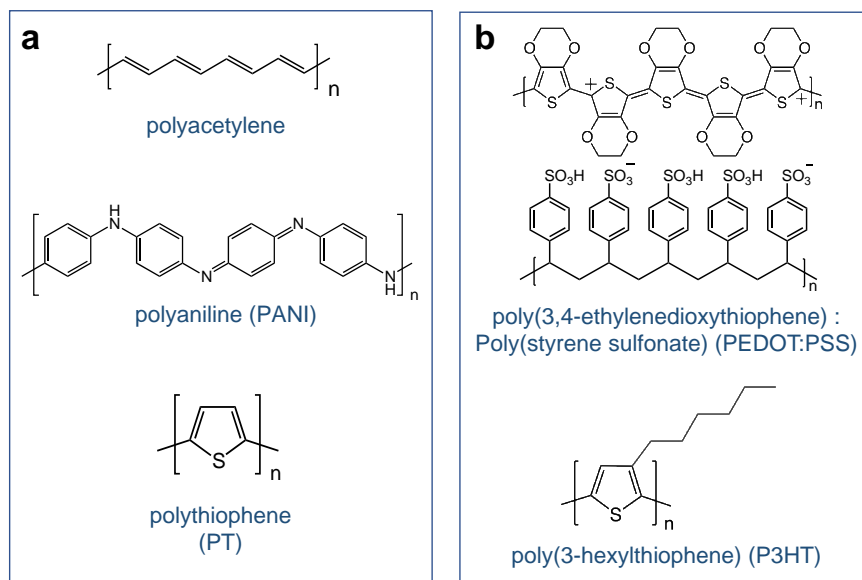 a
n
polyacetylene
H
N
N
N
N
H
n
polyaniline (PANI)
S
n
polythiophene
(PT)
b
O O O O O O
S + S S S S + n
O O O O
SO3H SO3- SO3H SO3H SO3-
n
poly(3,4-ethylenedioxythiophene) :
Poly(styrene sulfonate) (PEDOT:PSS)
S
n
poly(3-hexylthiophene) (P3HT)